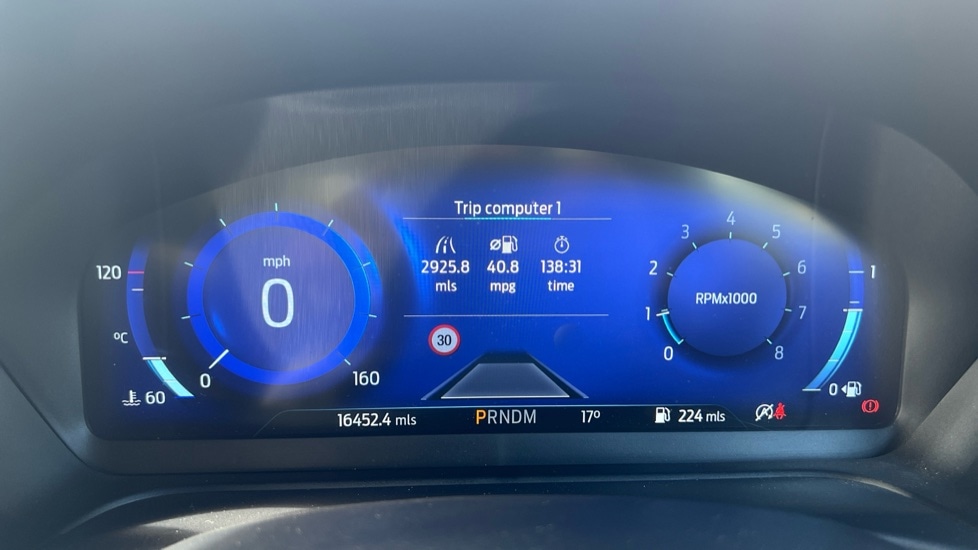 Trip computer 1
2925.8 40.8 138:31
mls mpg time
120
°C
60
mph
0
0 160
30
0 1 2 3 4 5 6 7 8
RPMx1000
1
0
16452.4 mls PRNDM 17° 224 mls